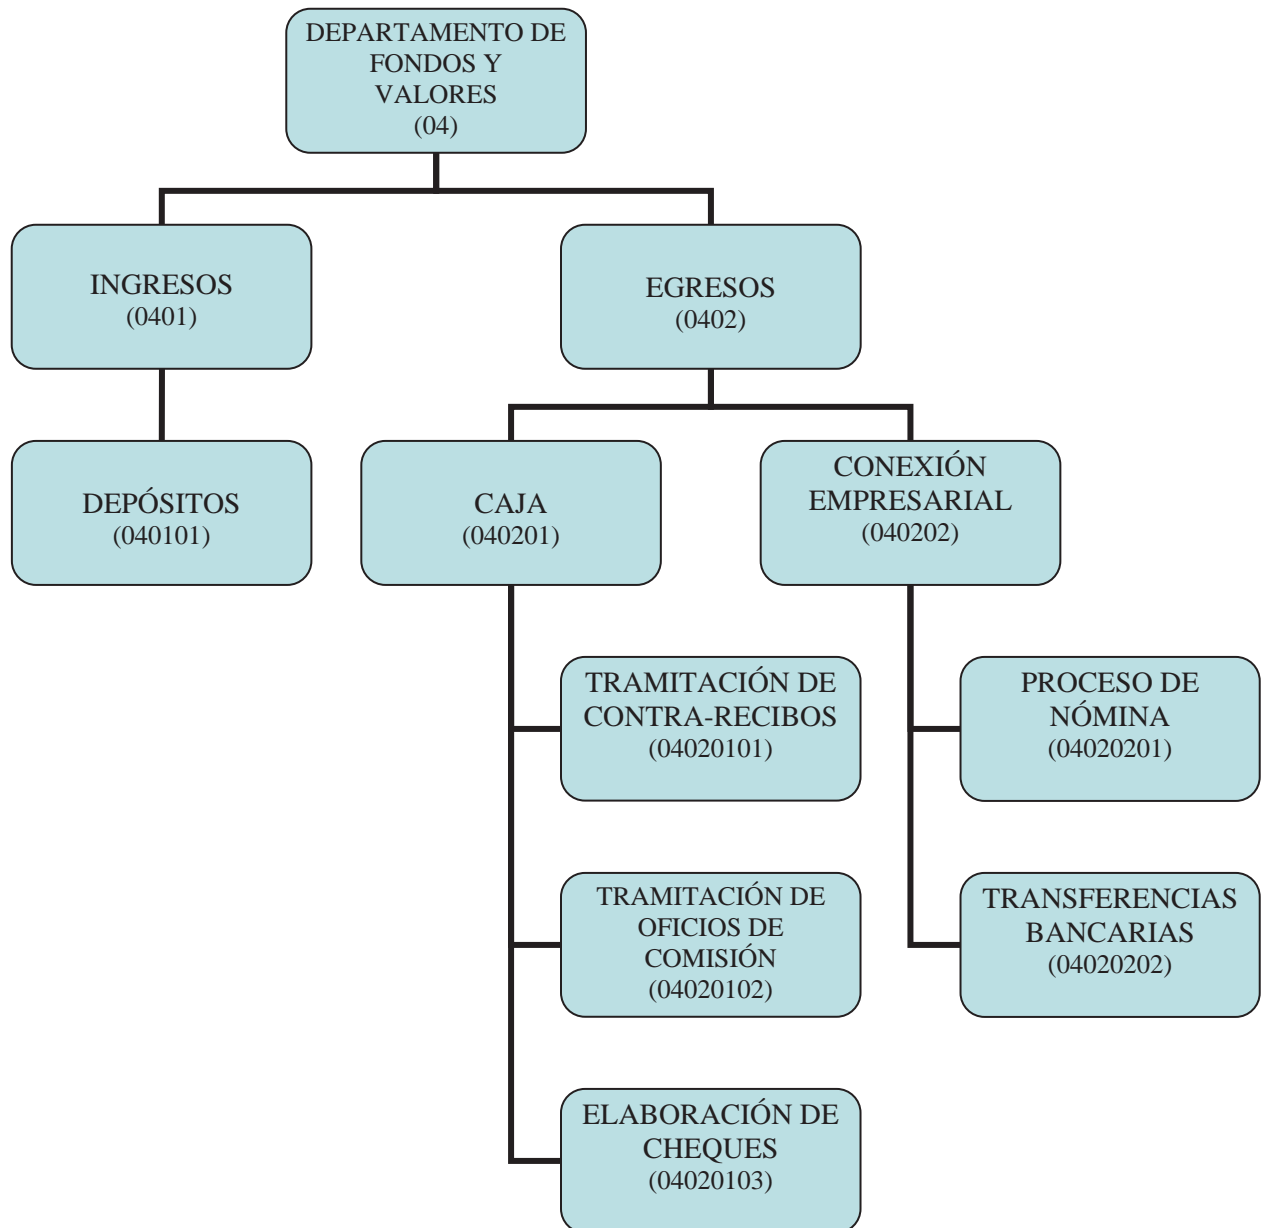 DEPARTAMENTO DE
FONDOS Y
VALORES
(04)
INGRESOS
(0401)
EGRESOS
(0402)
DEPÓSITOS
(040101)
CAJA
(040201)
CONEXIÓN
EMPRESARIAL
(040202)
TRAMITACIÓN DE
CONTRA-RECIBOS
(04020101)
PROCESO DE
NÓMINA
(04020201)
TRAMITACIÓN DE
OFICIOS DE
COMISIÓN
(04020102)
TRANSFERENCIAS
BANCARIAS
(04020202)
ELABORACIÓN DE
CHEQUES
(04020103)